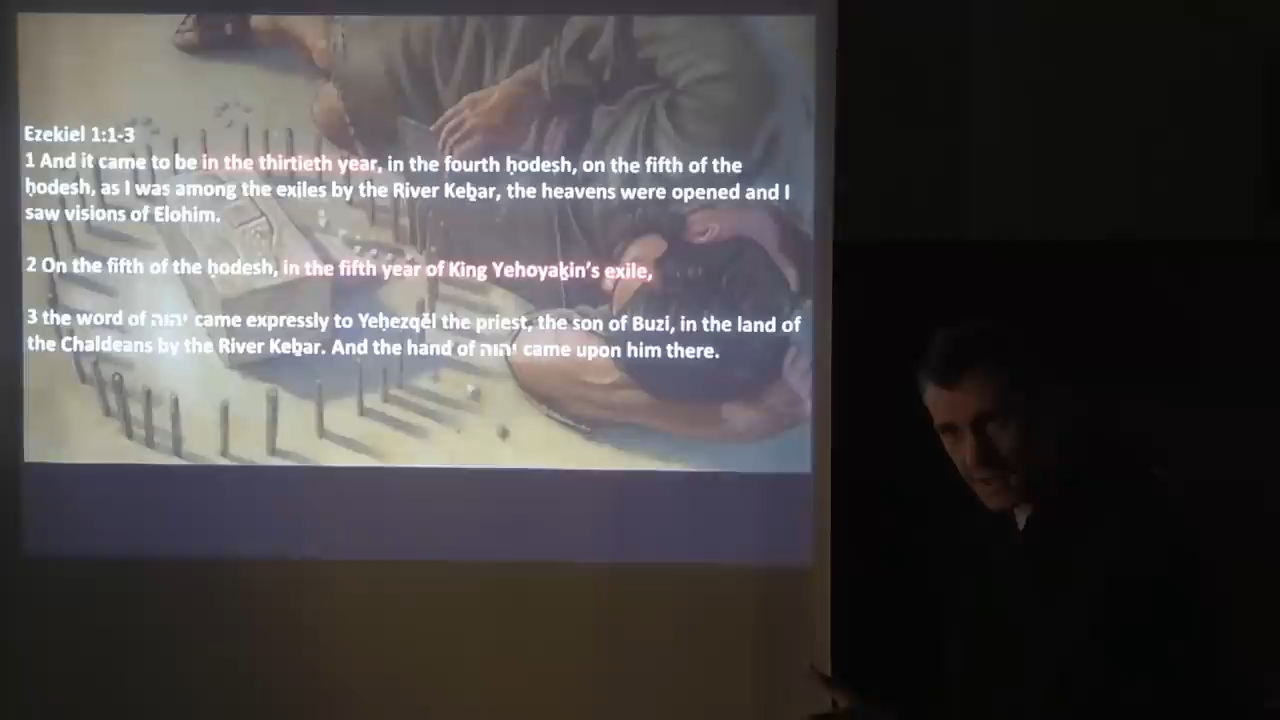 Ezekiel 1:1-3
1 And it came to be in the thirtieth year, in the fourth ḥodesh, on the fifth of the
ḥodesh, as I was among the exiles by the River Keḇar, the heavens were opened and I
saw visions of Elohim.
2 On the fifth of the ḥodesh, in the fifth year of King Yehoyaḵin’s exile,
3 the word of יהוה came expressly to Yeḥezqĕl the priest, the son of Buzi, in the land of
the Chaldeans by the River Keḇar. And the hand of יהוה came upon him there.